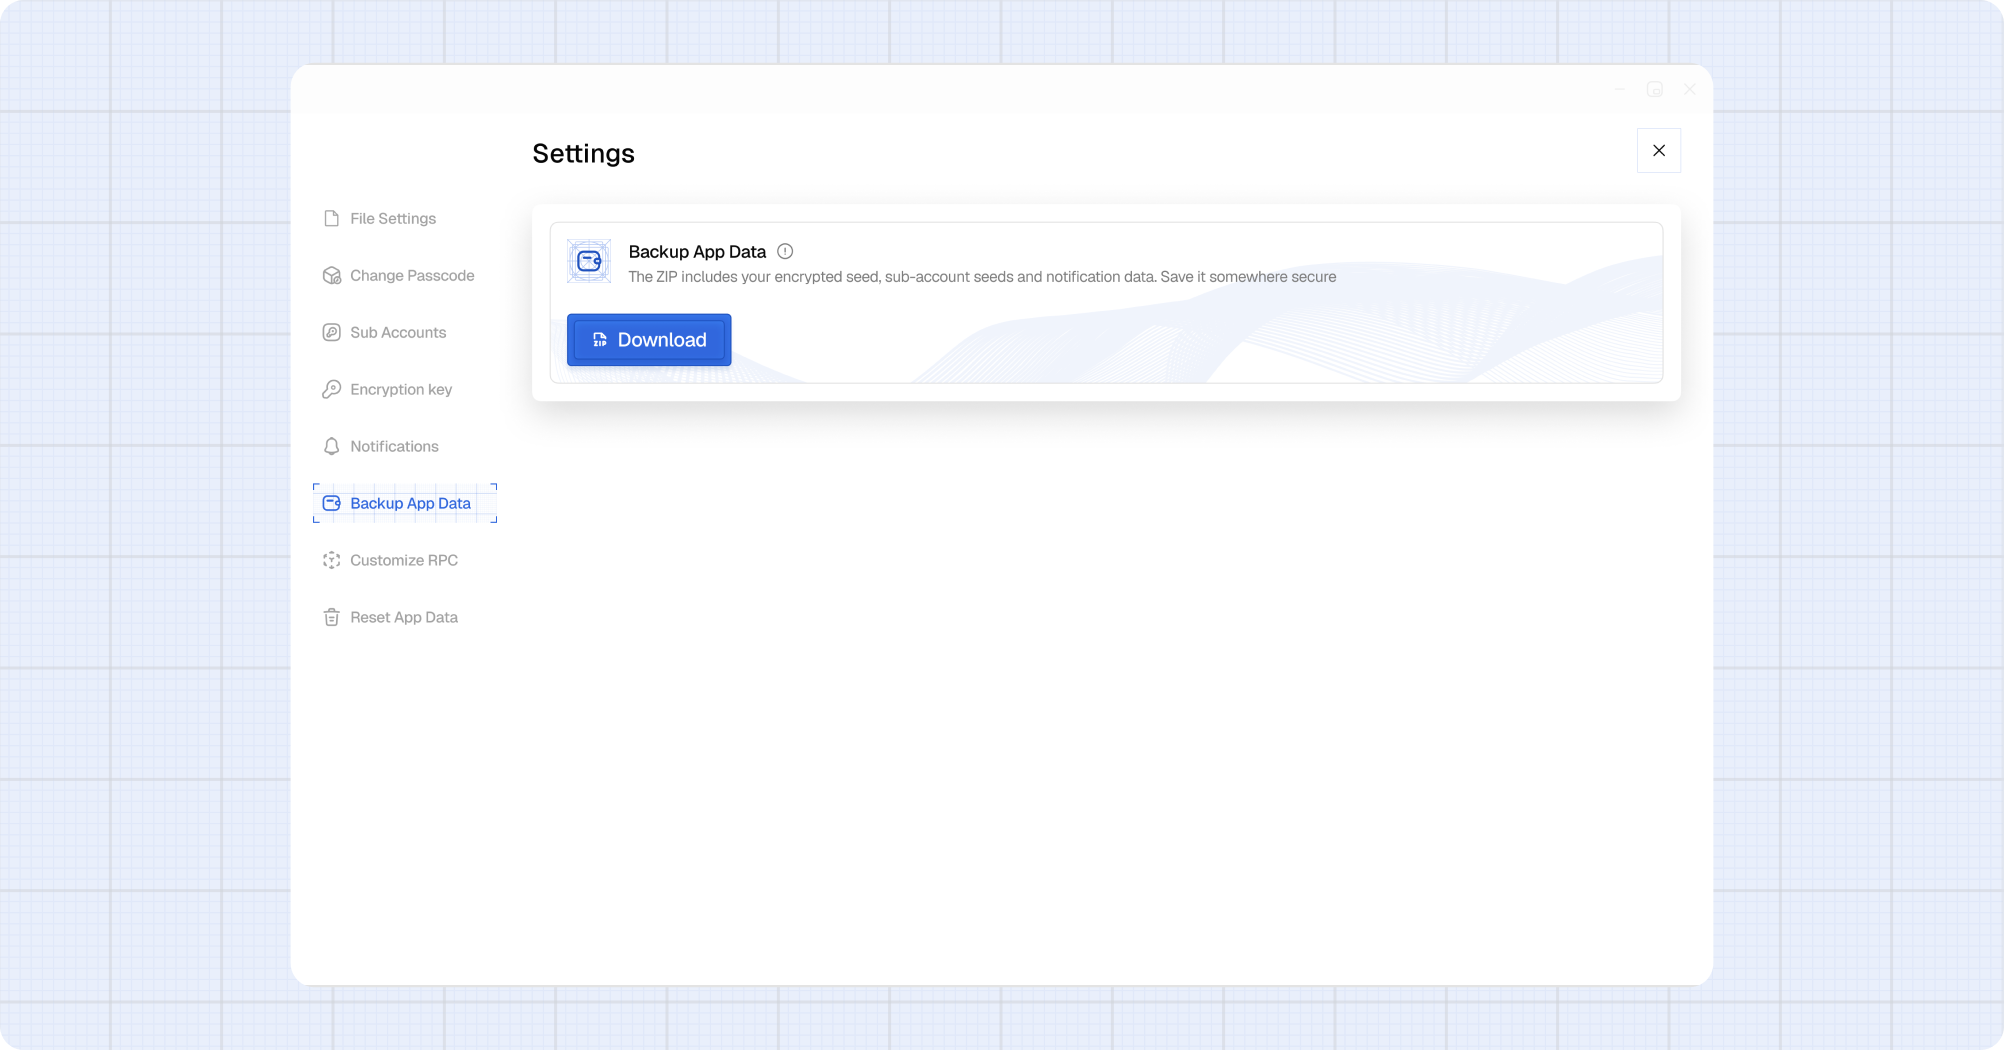 Settings
File Settings
Change Passcode
Sub Accounts
Encryption key
Notifications
Backup App Data
Customize RPC
Reset App Data
Backup App Data
The ZIP includes your encrypted seed, sub-account seeds and notification data. Save it somewhere secure
ZIP Download